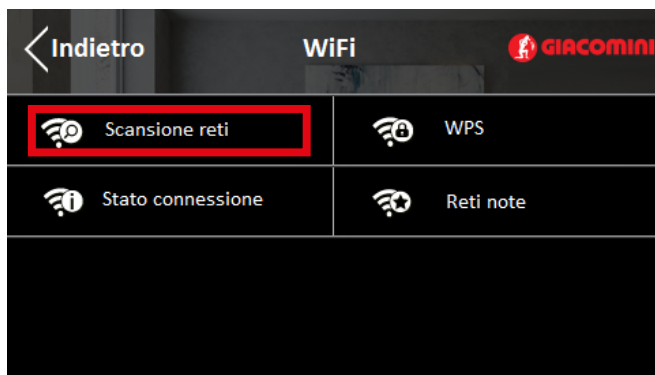 Indietro WiFi GIACOMINI
Scansione reti WPS
Stato connessione Reti note